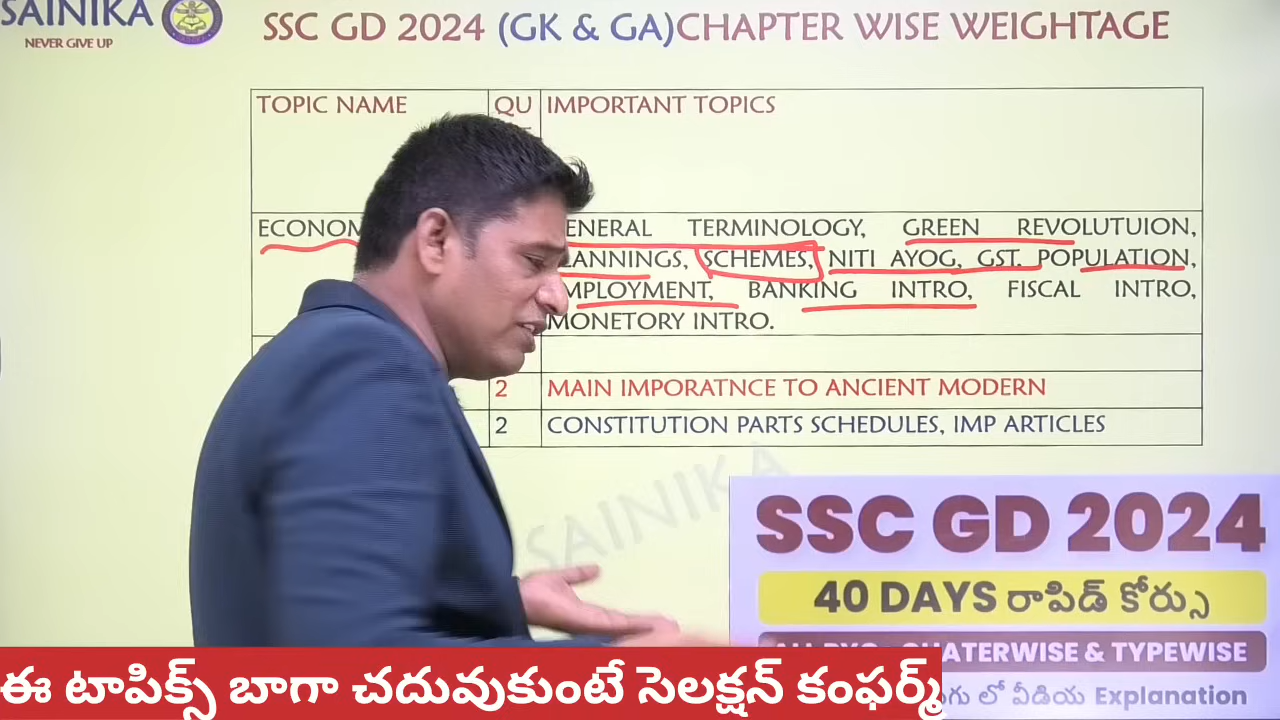 SAINIKA
NEVER GIVE UP
SSC GD 2024 (GK & GA)CHAPTER WISE WEIGHTAGE
TOPIC NAME QU IMPORTANT TOPICS
ECONOM ENERAL TERMINOLOGY, GREEN REVOLUTUION,
LANNINGS, SCHEMES, NITI AYOG, GST. POPULATION,
MPLOYMENT, BANKING INTRO, FISCAL INTRO,
MONETORY INTRO.
2 MAIN IMPORATNCE TO ANCIENT MODERN
2 CONSTITUTION PARTS SCHEDULES, IMP ARTICLES
SAINIKA
SSC GD 2024
40 DAYS రాపిడ్ కోర్సు
HATERWISE & TYPEWISE
లో వీడియ Explanation
ఈ టాపిక్స్ బాగా చదువుకుంటే సెలక్షన్ కంఫర్మ్